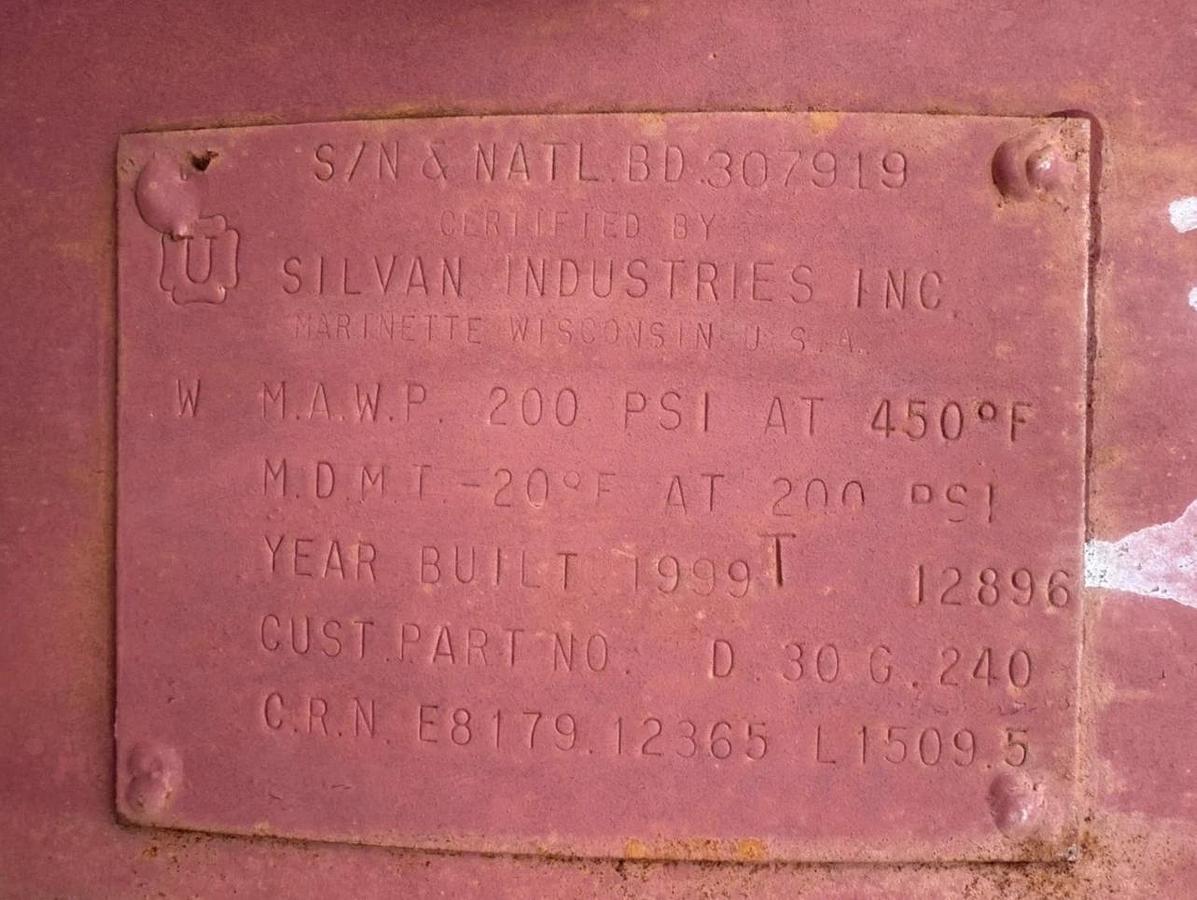 S/N & NATL.BD.307919
CERTIFIED BY
U
SILVAN INDUSTRIES INC.
MARINETTE WISCONSIN U.S.A.
W M.A.W.P. 200 PSI AT 450°F
M.D.M.T.-20°F AT 200 PSI
YEAR BUILT 1999 T 12896
CUST.PART NO. D.30G.240
C.R.N. E8179.12365 L1509.5